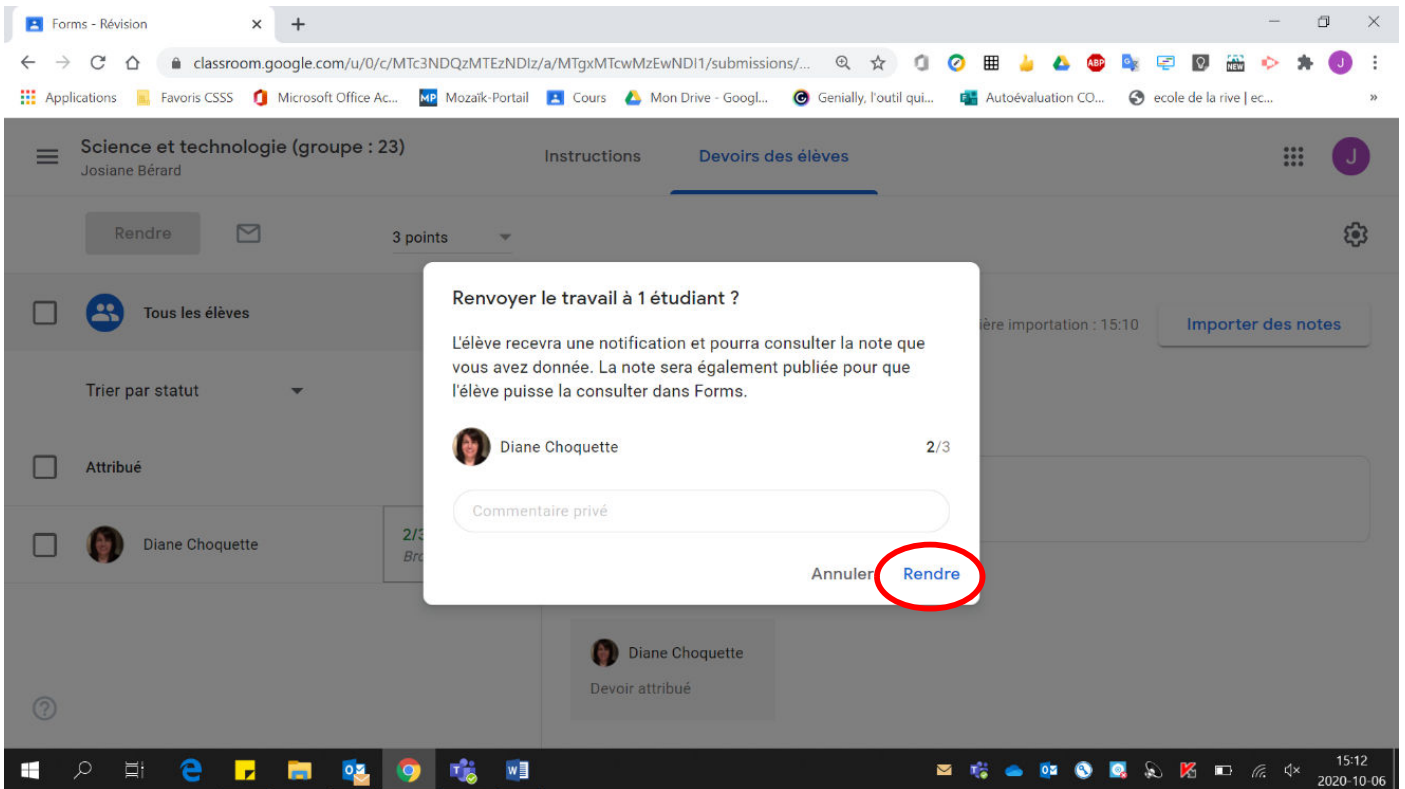 Forms - Révision
classroom.google.com/u/0/c/MTc3NDQzMTEzNDIz/a/MTgxMTcwMzEwNDI1/submissions/...
Applications Favoris CSSS Microsoft Office Ac... Mozaïk-Portail Cours Mon Drive - Googl... Genially, l'outil qui... Autoévaluation CO... ecole de la rive | ec... »
Science et technologie (groupe : 23)
Josiane Bérard
Instructions Devoirs des élèves
J
Rendre
3 points
Tous les élèves
ière importation : 15:10 Importer des notes
Trier par statut
Attribué
Diane Choquette
2/3
Bro
Renvoyer le travail à 1 étudiant ?
L'élève recevra une notification et pourra consulter la note que
vous avez donnée. La note sera également publiée pour que
l'élève puisse la consulter dans Forms.
Diane Choquette 2/3
Commentaire privé
Annuler Rendre
Diane Choquette
Devoir attribué
15:12
2020-10-06